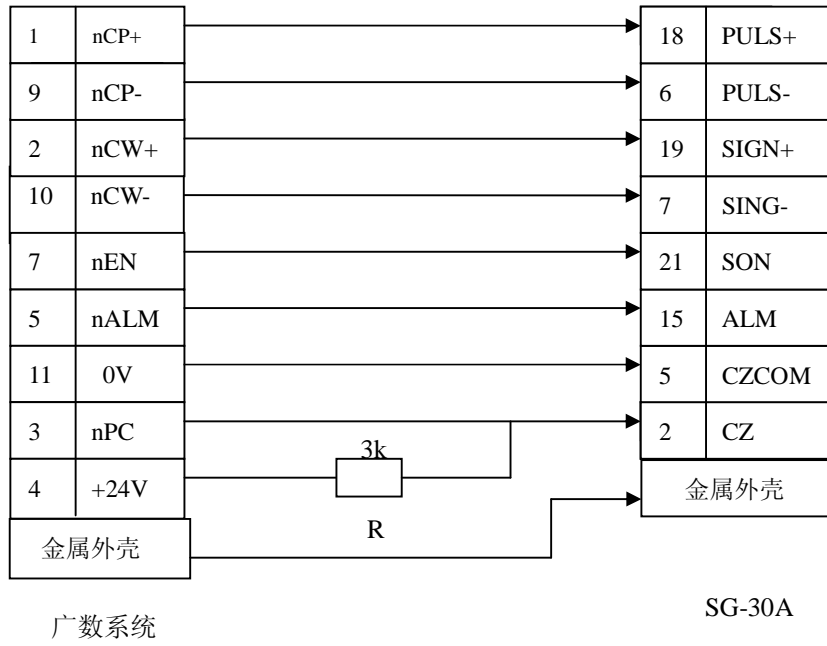 1 nCP+ 18 PULS+
9 nCP- 6 PULS-
2 nCW+ 19 SIGN+
10 nCW- 7 SING-
7 nEN 21 SON
5 nALM 15 ALM
11 0V 5 CZCOM
3 nPC 2 CZ
3k
4 +24V 金属外壳
R
金属外壳
SG-30A
广数系统